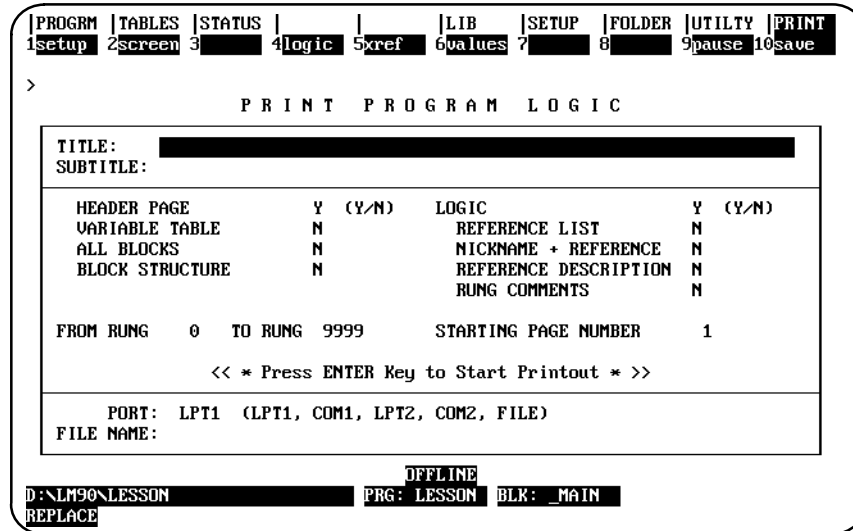 |PROGRM |TABLES |STATUS | | |LIB |SETUP |FOLDER |UTILTY |PRINT
1setup 2screen 3 4logic 5xref 6values 7 8 9pause 10save
>
P R I N T P R O G R A M L O G I C
TITLE:
SUBTITLE:
HEADER PAGE Y (Y/N) LOGIC Y (Y/N)
VARIABLE TABLE N REFERENCE LIST N
ALL BLOCKS N NICKNAME + REFERENCE N
BLOCK STRUCTURE N REFERENCE DESCRIPTION N
RUNG COMMENTS N
FROM RUNG 0 TO RUNG 9999 STARTING PAGE NUMBER 1
<< * Press ENTER Key to Start Printout * >>
PORT: LPT1 (LPT1, COM1, LPT2, COM2, FILE)
FILE NAME:
OFFLINE
D:\LM90\LESSON PRG: LESSON BLK: _MAIN
REPLACE